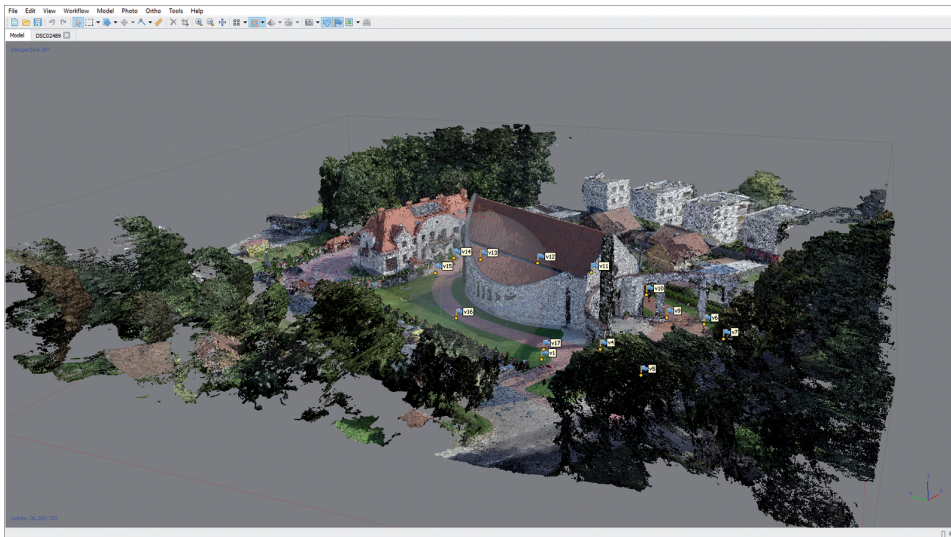 File Edit View Workflow Model Photo Ortho Tools Help
Model DSC02489
Perspective 30°
v14 v13 v12
v15 v11
v10
v16 v9 v6
v7
v17 v4
v1
v5